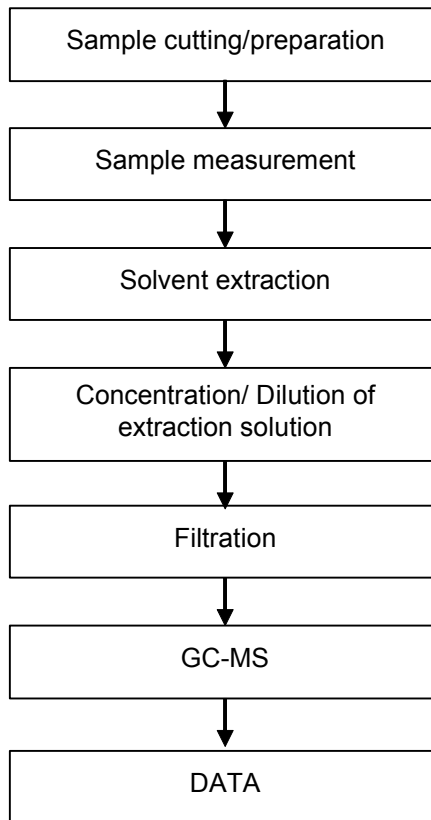 Sample cutting/preparation
Sample measurement
Solvent extraction
Concentration/ Dilution of
extraction solution
Filtration
GC-MS
DATA